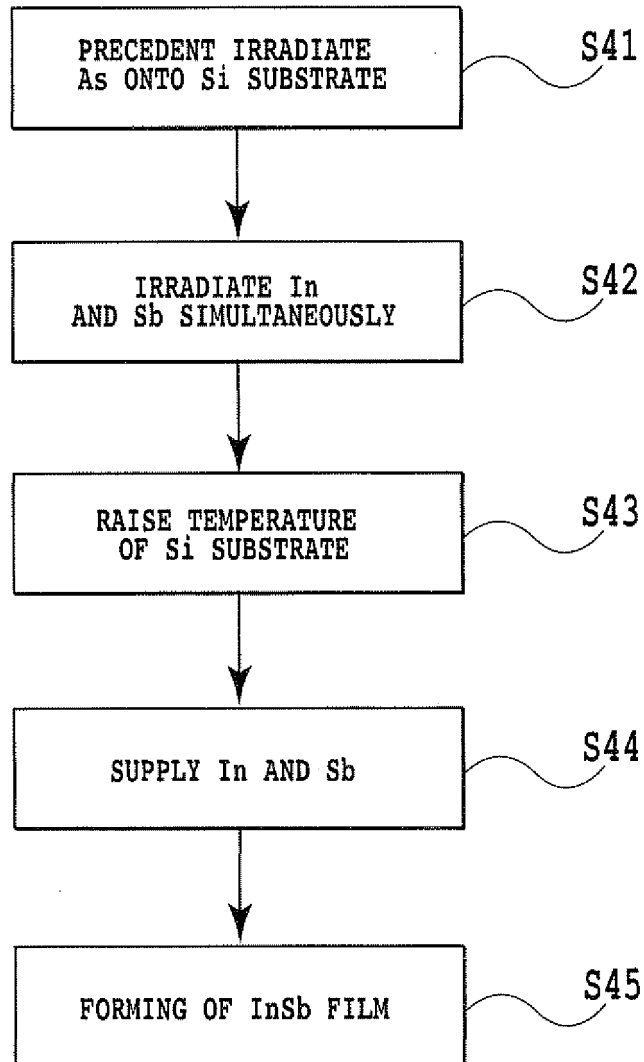 PRECEDENT IRRADIATE
As ONTO Si SUBSTRATE
S41
IRRADIATE In
AND Sb SIMULTANEOUSLY
S42
RAISE TEMPERATURE
OF Si SUBSTRATE
S43
SUPPLY In AND Sb
S44
FORMING OF InSb FILM
S45